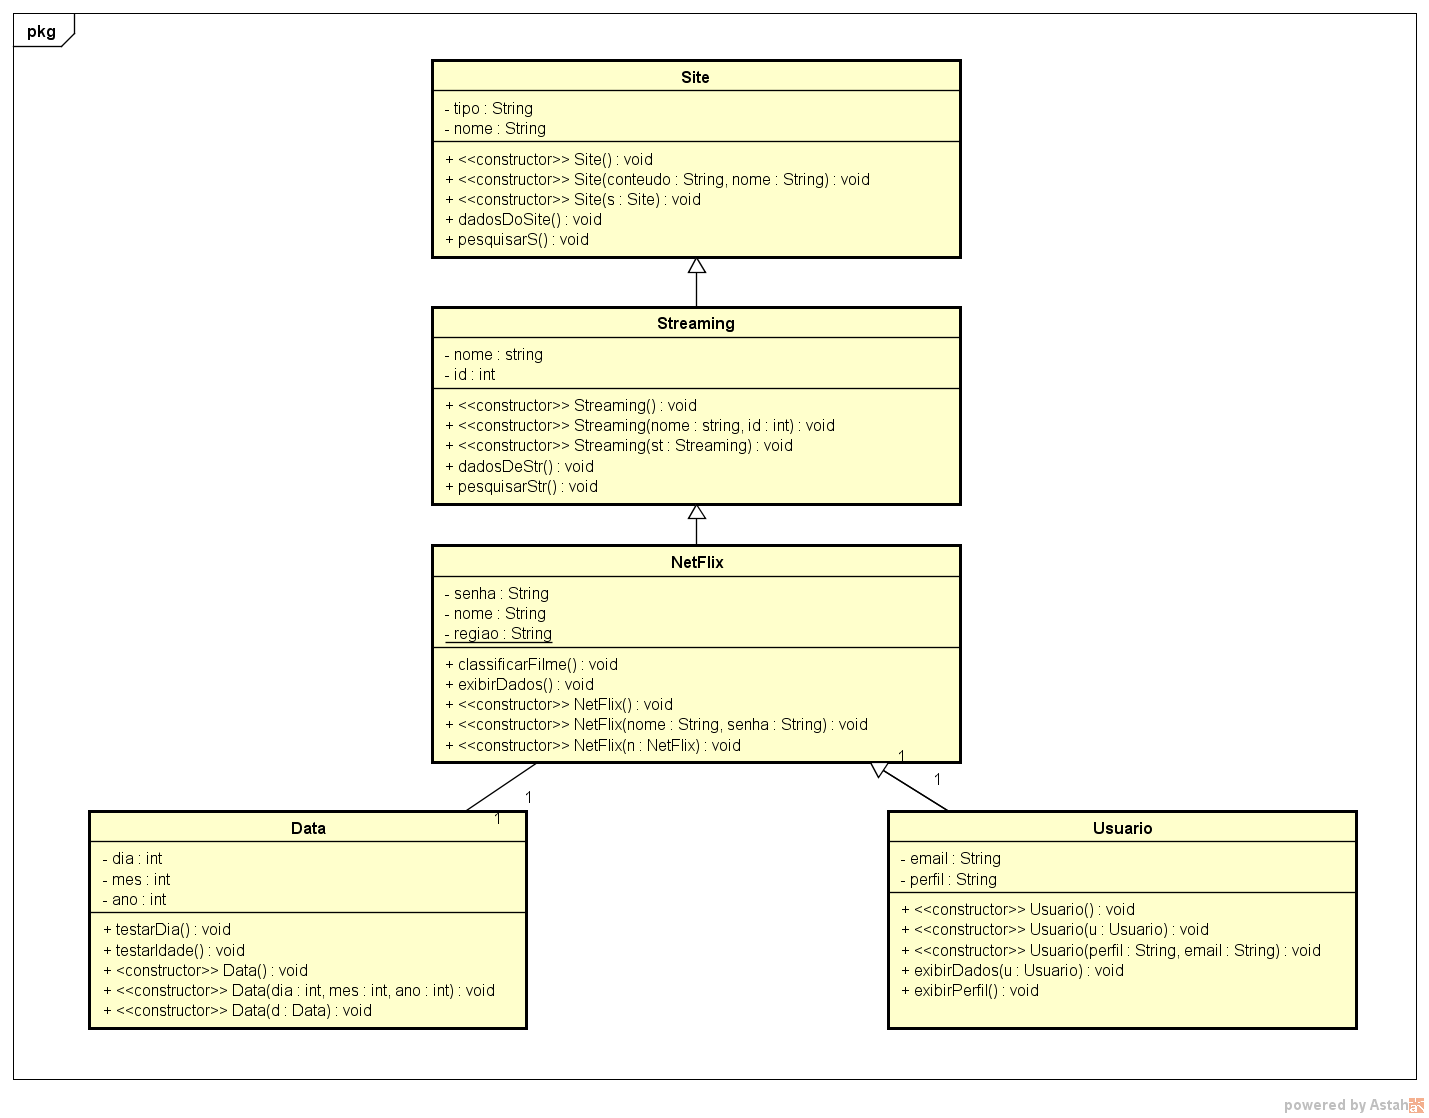 pkg
Site
- tipo : String
- nome : String
+ <<constructor>> Site() : void
+ <<constructor>> Site(conteudo : String, nome : String) : void
+ <<constructor>> Site(s : Site) : void
+ dadosDoSite() : void
+ pesquisarS() : void
Streaming
- nome : string
- id : int
+ <<constructor>> Streaming() : void
+ <<constructor>> Streaming(nome : string, id : int) : void
+ <<constructor>> Streaming(st : Streaming) : void
+ dadosDeStr() : void
+ pesquisarStr() : void
NetFlix
- senha : String
- nome : String
- regiao : String
+ classificarFilme() : void
+ exibirDados() : void
+ <<constructor>> NetFlix() : void
+ <<constructor>> NetFlix(nome : String, senha : String) : void
+ <<constructor>> NetFlix(n : NetFlix) : void
1
1
1
1
Data
- dia : int
- mes : int
- ano : int
+ testarDia() : void
+ testarIdade() : void
+ <constructor>> Data() : void
+ <<constructor>> Data(dia : int, mes : int, ano : int) : void
+ <<constructor>> Data(d : Data) : void
Usuario
- email : String
- perfil : String
+ <<constructor>> Usuario() : void
+ <<constructor>> Usuario(u : Usuario) : void
+ <<constructor>> Usuario(perfil : String, email : String) : void
+ exibirDados(u : Usuario) : void
+ exibirPerfil() : void
powered by Astah